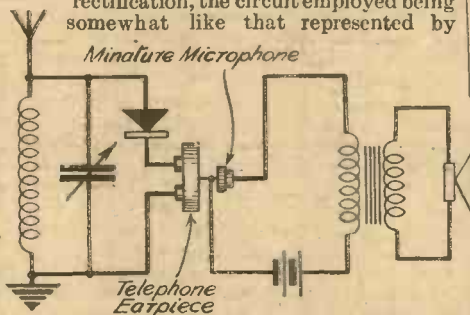 rectification, the circuit employed being
somewhat like that represented by
Minature Microphone
Telephone
Earpiece